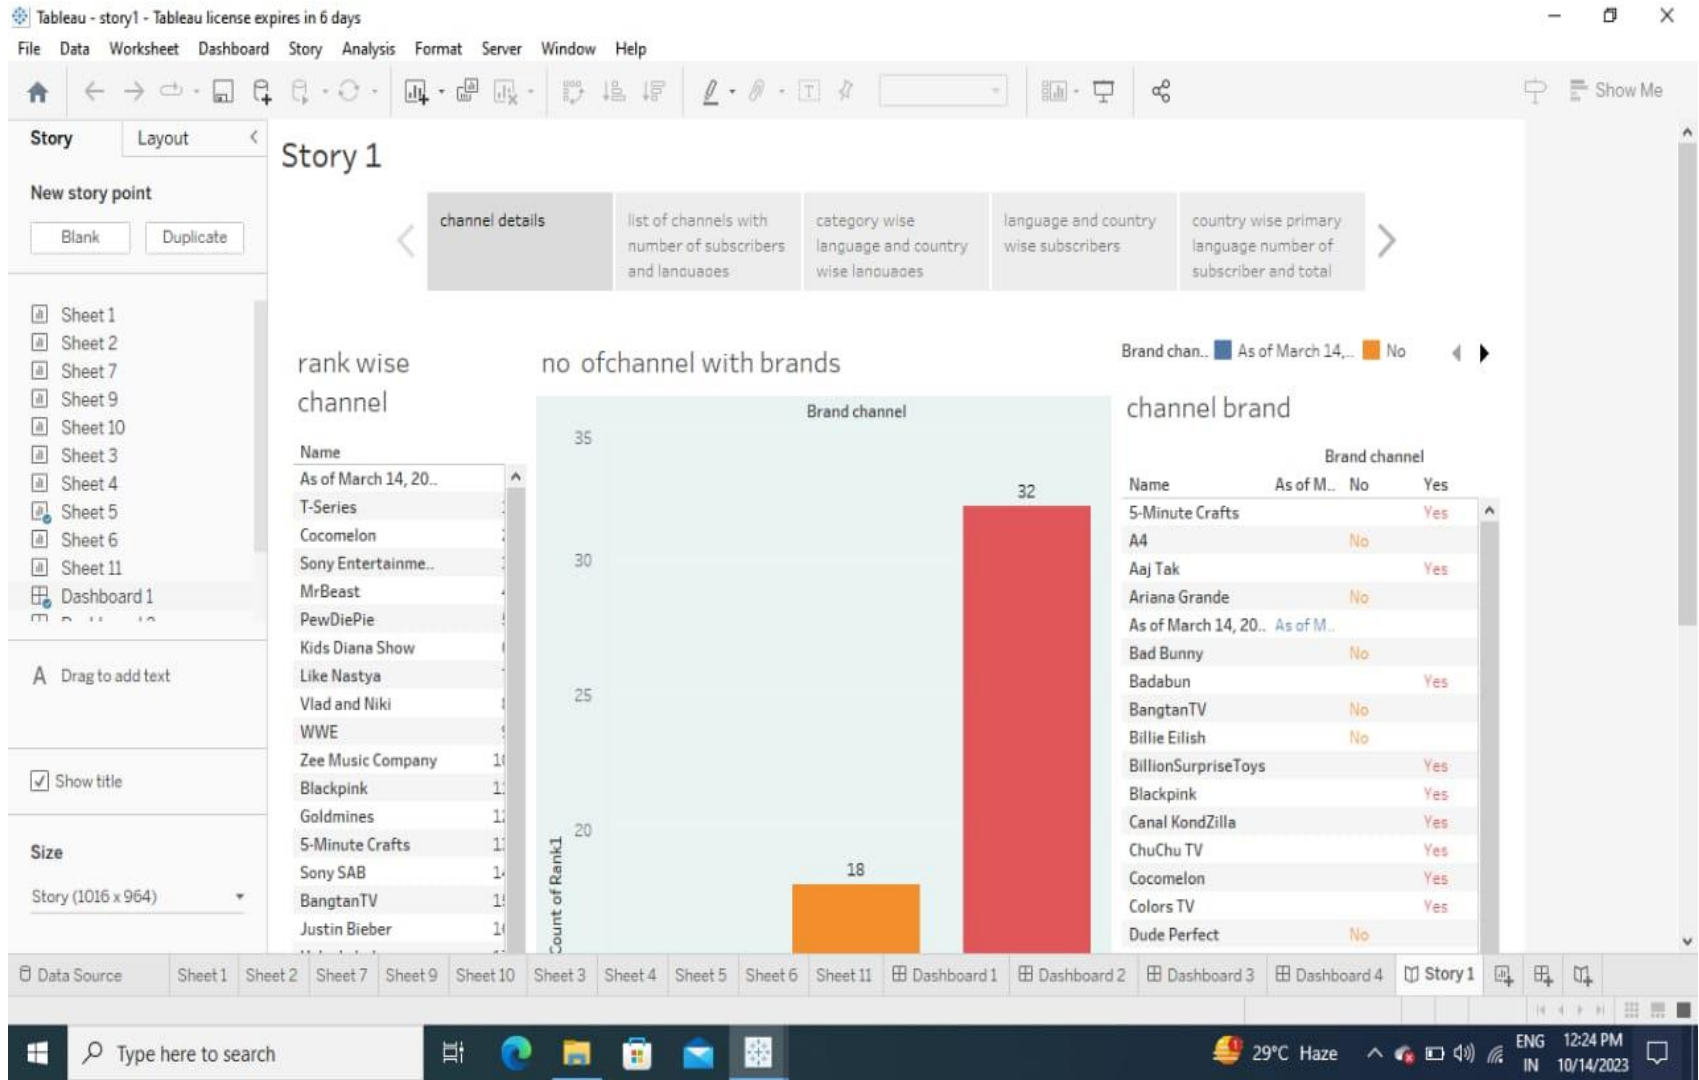 Tableau - story1 - Tableau license expires in 6 days
File Data Worksheet Dashboard Story Analysis Format Server Window Help
Show Me
Story Layout
New story point
Blank Duplicate
Sheet 1
Sheet 2
Sheet 7
Sheet 9
Sheet 10
Sheet 3
Sheet 4
Sheet 5
Sheet 6
Sheet 11
Dashboard 1
A Drag to add text
Show title
Size
Story (1016 x 964)
Story 1
channel details
list of channels with
number of subscribers
and languages
category wise
language and country
wise languages
language and country
wise subscribers
country wise primary
language number of
subscriber and total
rank wise
channel
Name
As of March 14, 20..
T-Series
Cocomelon
Sony Entertainme..
MrBeast
PewDiePie
Kids Diana Show
Like Nastya
Vlad and Niki
WWE
Zee Music Company
Blackpink
Goldmines
5-Minute Crafts
Sony SAB
BangtanTV
Justin Bieber
no ofchannel with brands
Brand channel
35
32
30
25
20
18
Count of Rank1
Brand chan.. As of March 14,.. No
channel brand
Brand channel
Name As of M.. No Yes
5-Minute Crafts Yes
A4 No
Aaj Tak Yes
Ariana Grande No
As of March 14, 20.. As of M..
Bad Bunny No
Badabun Yes
BangtanTV No
Billie Eilish No
BillionSurpriseToys Yes
Blackpink Yes
Canal KondZilla Yes
ChuChu TV Yes
Cocomelon Yes
Colors TV Yes
Dude Perfect No
Data Source Sheet 1 Sheet 2 Sheet 7 Sheet 9 Sheet 10 Sheet 3 Sheet 4 Sheet 5 Sheet 6 Sheet 11 Dashboard 1 Dashboard 2 Dashboard 3 Dashboard 4 Story 1
Type here to search
29°C Haze
ENG
IN
12:24 PM
10/14/2023